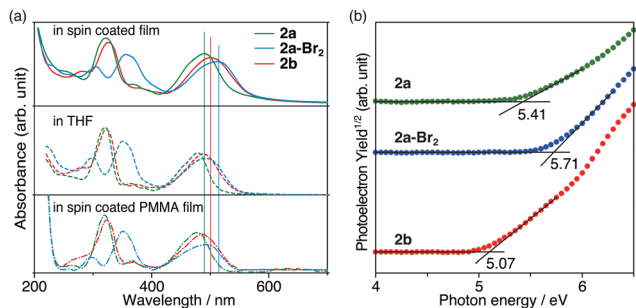 (a)
in spin coated film
2a
2a-Br2
2b
in THF
in spin coated PMMA film
Absorbance (arb. unit)
200
400
600
Wavelength / nm
(b)
Photoelectron Yield1/2 (arb. unit)
2a
5.41
2a-Br2
5.71
2b
5.07
4
5
6
Photon energy / eV